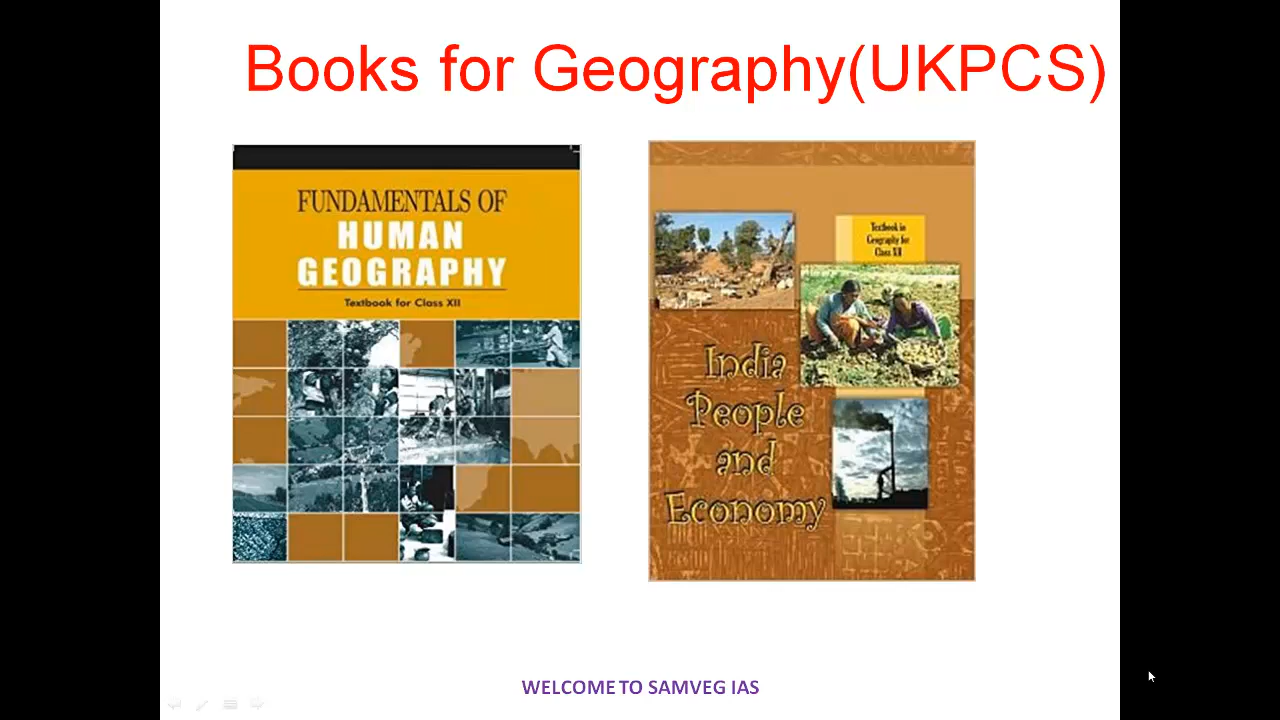 Books for Geography(UKPCS)
FUNDAMENTALS OF
HUMAN
GEOGRAPHY
Textbook for Class XII
Textbook in
Geography for
Class XII
India
People
and
Economy
WELCOME TO SAMVEG IAS